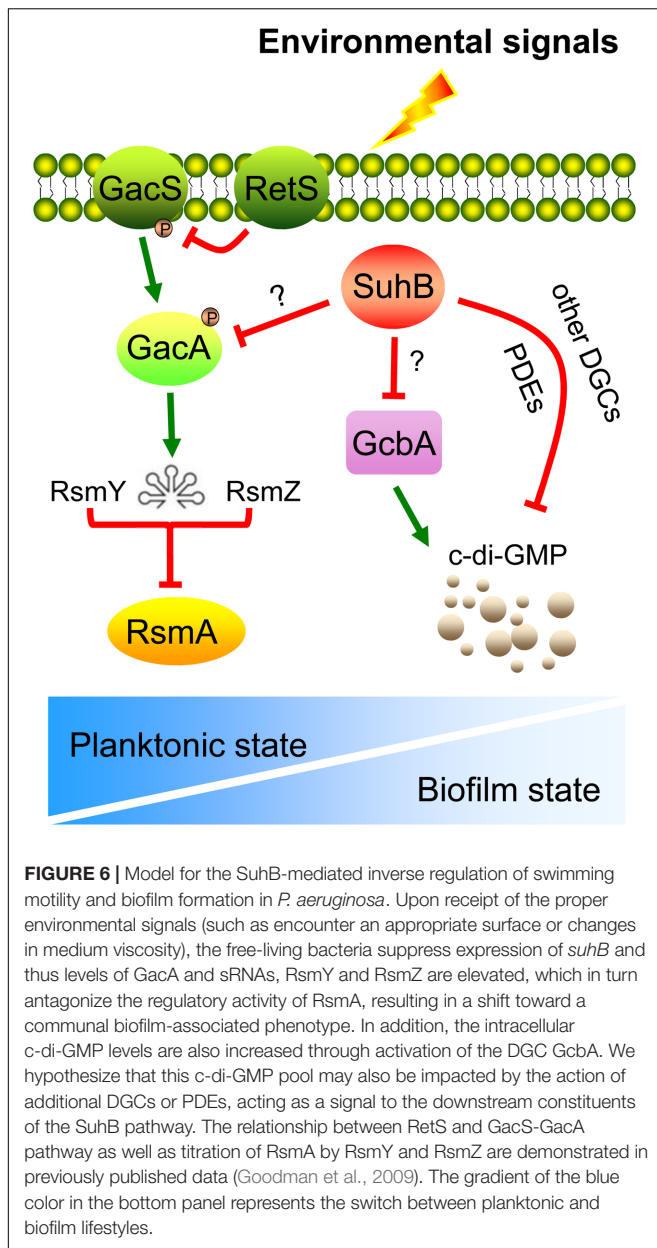 Environmental signals
GacS
RetS
P
P
?
SuhB
GacA
?
other DGCs
PDEs
GcbA
RsmY
RsmZ
c-di-GMP
RsmA
Planktonic state
Biofilm state
FIGURE 6 | Model for the SuhB-mediated inverse regulation of swimming
motility and biofilm formation in P. aeruginosa. Upon receipt of the proper
environmental signals (such as encounter an appropriate surface or changes
in medium viscosity), the free-living bacteria suppress expression of suhB and
thus levels of GacA and sRNAs, RsmY and RsmZ are elevated, which in turn
antagonize the regulatory activity of RsmA, resulting in a shift toward a
communal biofilm-associated phenotype. In addition, the intracellular
c-di-GMP levels are also increased through activation of the DGC GcbA. We
hypothesize that this c-di-GMP pool may also be impacted by the action of
additional DGCs or PDEs, acting as a signal to the downstream constituents
of the SuhB pathway. The relationship between RetS and GacS-GacA
pathway as well as titration of RsmA by RsmY and RsmZ are demonstrated in
previously published data (Goodman et al., 2009). The gradient of the blue
color in the bottom panel represents the switch between planktonic and
biofilm lifestyles.